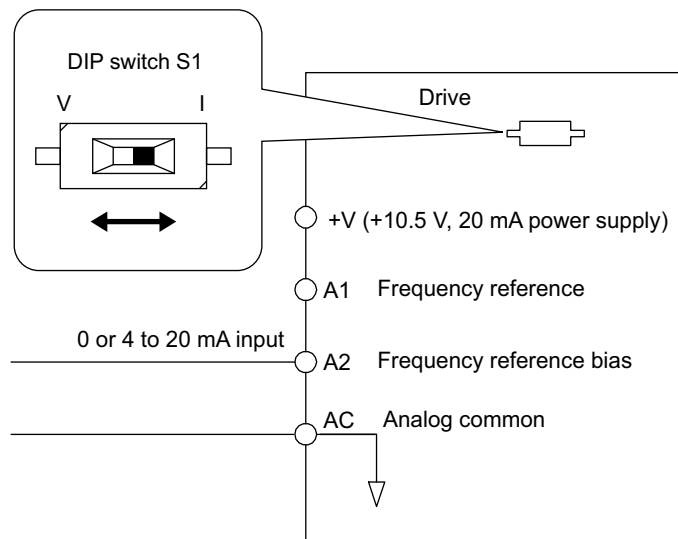 DIP switch S1
V I
Drive
+V (+10.5 V, 20 mA power supply)
A1 Frequency reference
0 or 4 to 20 mA input
A2 Frequency reference bias
AC Analog common